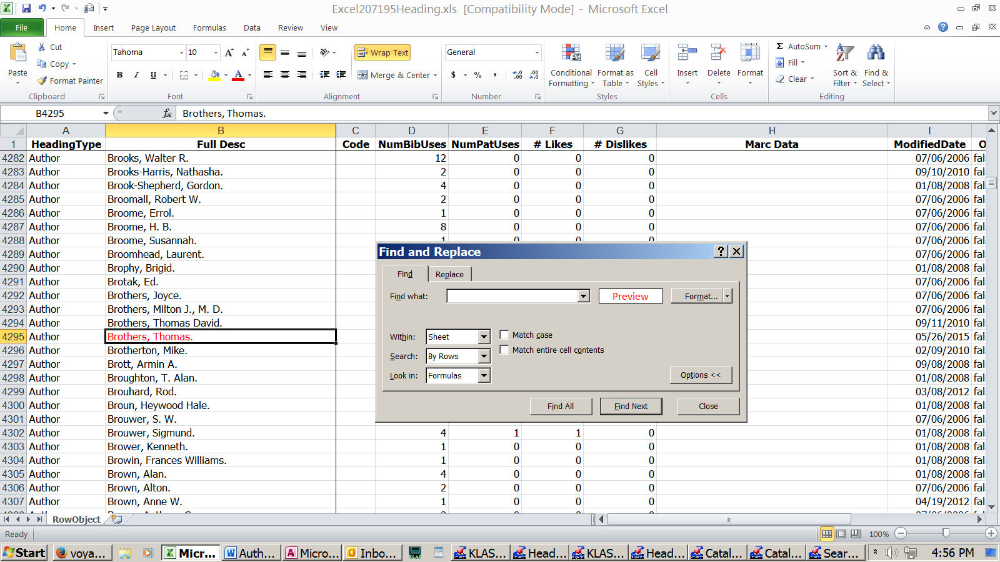 Excel207195Heading.xls [Compatibility Mode] - Microsoft Excel
File Home Insert Page Layout Formulas Data Review View
Paste Cut Copy Format Painter Clipboard
Tahoma 10 B I U A Font
Wrap Text Merge & Center Alignment
General $ % , Number
Conditional Formatting Format as Table Cell Styles Styles
Insert Delete Format Cells
Σ AutoSum Fill Clear Sort & Filter Find & Select Editing
B4295 fx Brothers, Thomas.
A B C D E F G H I
1 HeadingType Full Desc Code NumBibUses NumPatUses # Likes # Dislikes Marc Data ModifiedDate O
4282 Author Brooks, Walter R. 12 0 0 0 07/06/2006 fal
4283 Author Brooks-Harris, Nathasha. 2 0 0 0 09/10/2010 fal
4284 Author Brook-Shepherd, Gordon. 4 0 0 0 01/08/2008 fal
4285 Author Broomall, Robert W. 2 0 0 0 07/06/2006 fal
4286 Author Broome, Errol. 1 0 0 0 07/06/2006 fal
4287 Author Broome, H. B. 8 0 0 0 07/06/2006 fal
4288 Author Broome, Susannah. 1 0 0 0 07/06/2006 fal
4289 Author Broomhead, Laurent. 07/06/2006 fal
4290 Author Brophy, Brigid. 01/08/2008 fal
4291 Author Brotak, Ed. 07/06/2006 fal
4292 Author Brothers, Joyce. 07/06/2006 fal
4293 Author Brothers, Milton J., M. D. 07/06/2006 fal
4294 Author Brothers, Thomas David. 09/11/2010 fal
4295 Author Brothers, Thomas. 05/26/2015 fal
4296 Author Brotherton, Mike. 02/09/2010 fal
4297 Author Brott, Armin A. 09/08/2008 fal
4298 Author Broughton, T. Alan. 01/08/2008 fal
4299 Author Brouhard, Rod. 03/08/2012 fal
4300 Author Broun, Heywood Hale. 01/08/2008 fal
4301 Author Brouwer, S. W. 07/06/2006 fal
4302 Author Brouwer, Sigmund. 4 1 1 0 01/08/2008 fal
4303 Author Brower, Kenneth. 1 0 0 0 01/08/2008 fal
4304 Author Browin, Frances Williams. 1 0 0 0 01/08/2008 fal
4305 Author Brown, Alan. 4 0 0 0 01/08/2008 fal
4306 Author Brown, Alton. 2 0 0 0 07/06/2006 fal
4307 Author Brown, Anne W. 1 0 0 0 04/19/2012 fal
Find and Replace ?
Find Replace
Find what: Preview Format...
Within: Sheet Match case
Search: By Rows Match entire cell contents
Look in: Formulas Options <<
Find All Find Next Close
RowObject
Ready 100%
Start voya... Micr... W Auth... A Micro... O Inbo... KLAS KLAS... Head... KLAS... Head... Catal... Catal... Sear... 4:56 PM